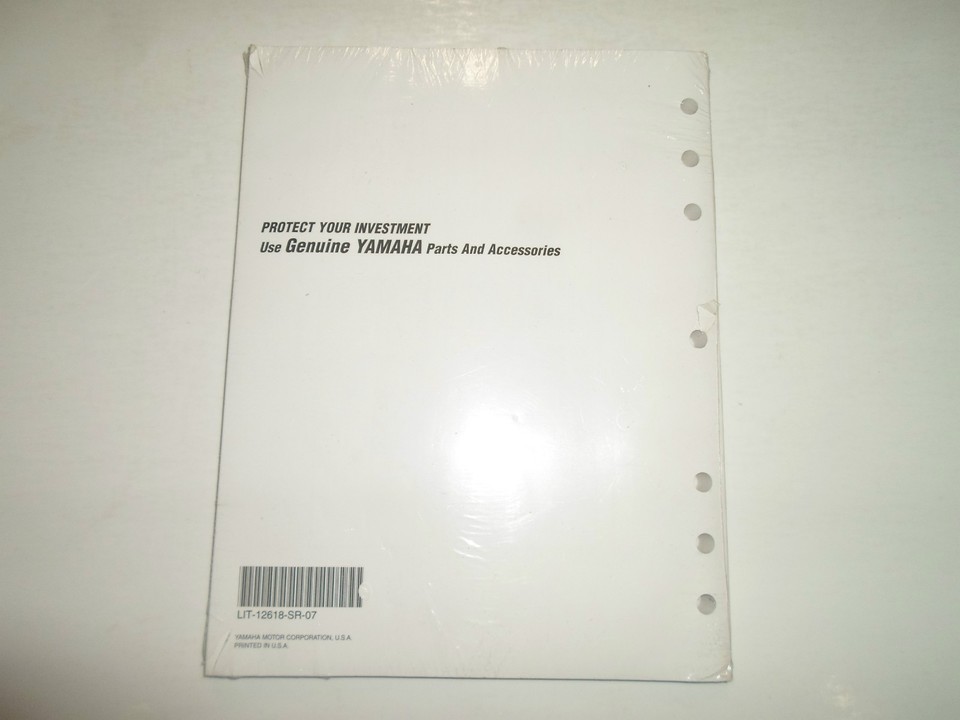 PROTECT YOUR INVESTMENT
Use Genuine YAMAHA Parts And Accessories
LIT-12618-SR-07
YAMAHA MOTOR CORPORATION, U.S.A.
PRINTED IN U.S.A.